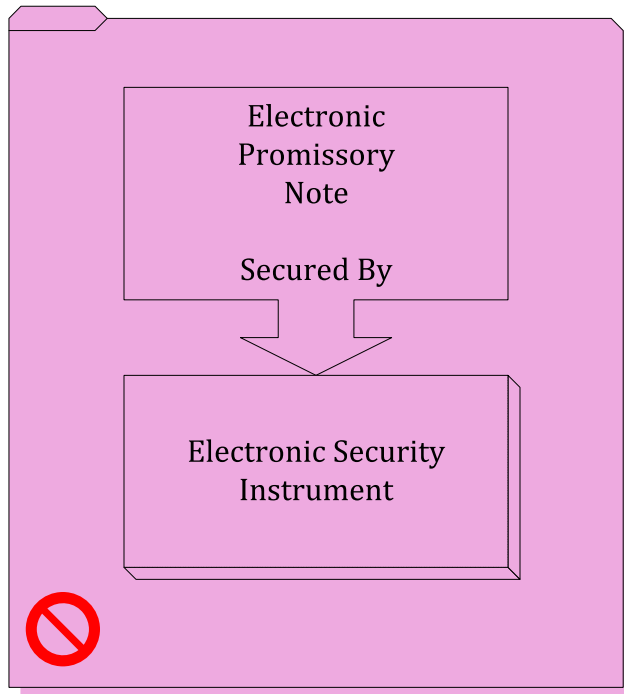 Electronic
Promissory
Note
Secured By
Electronic Security
Instrument